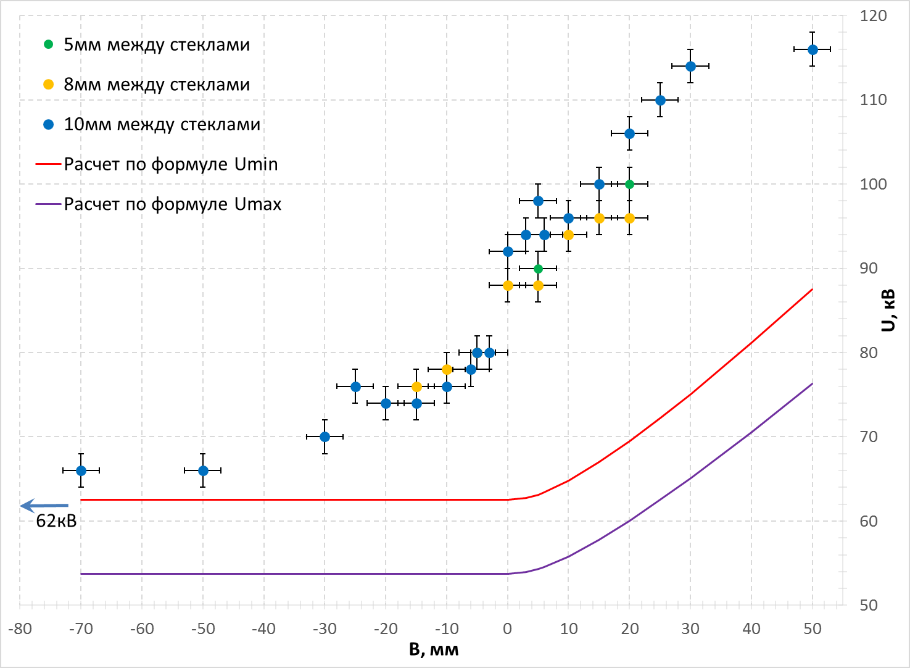 5мм между стеклами
8мм между стеклами
10мм между стеклами
Расчет по формуле Umin
Расчет по формуле Umax
120
110
100
90
80
70
60
50
U, кВ
62кВ
-80 -70 -60 -50 -40 -30 -20 -10 0 10 20 30 40 50
В, мм